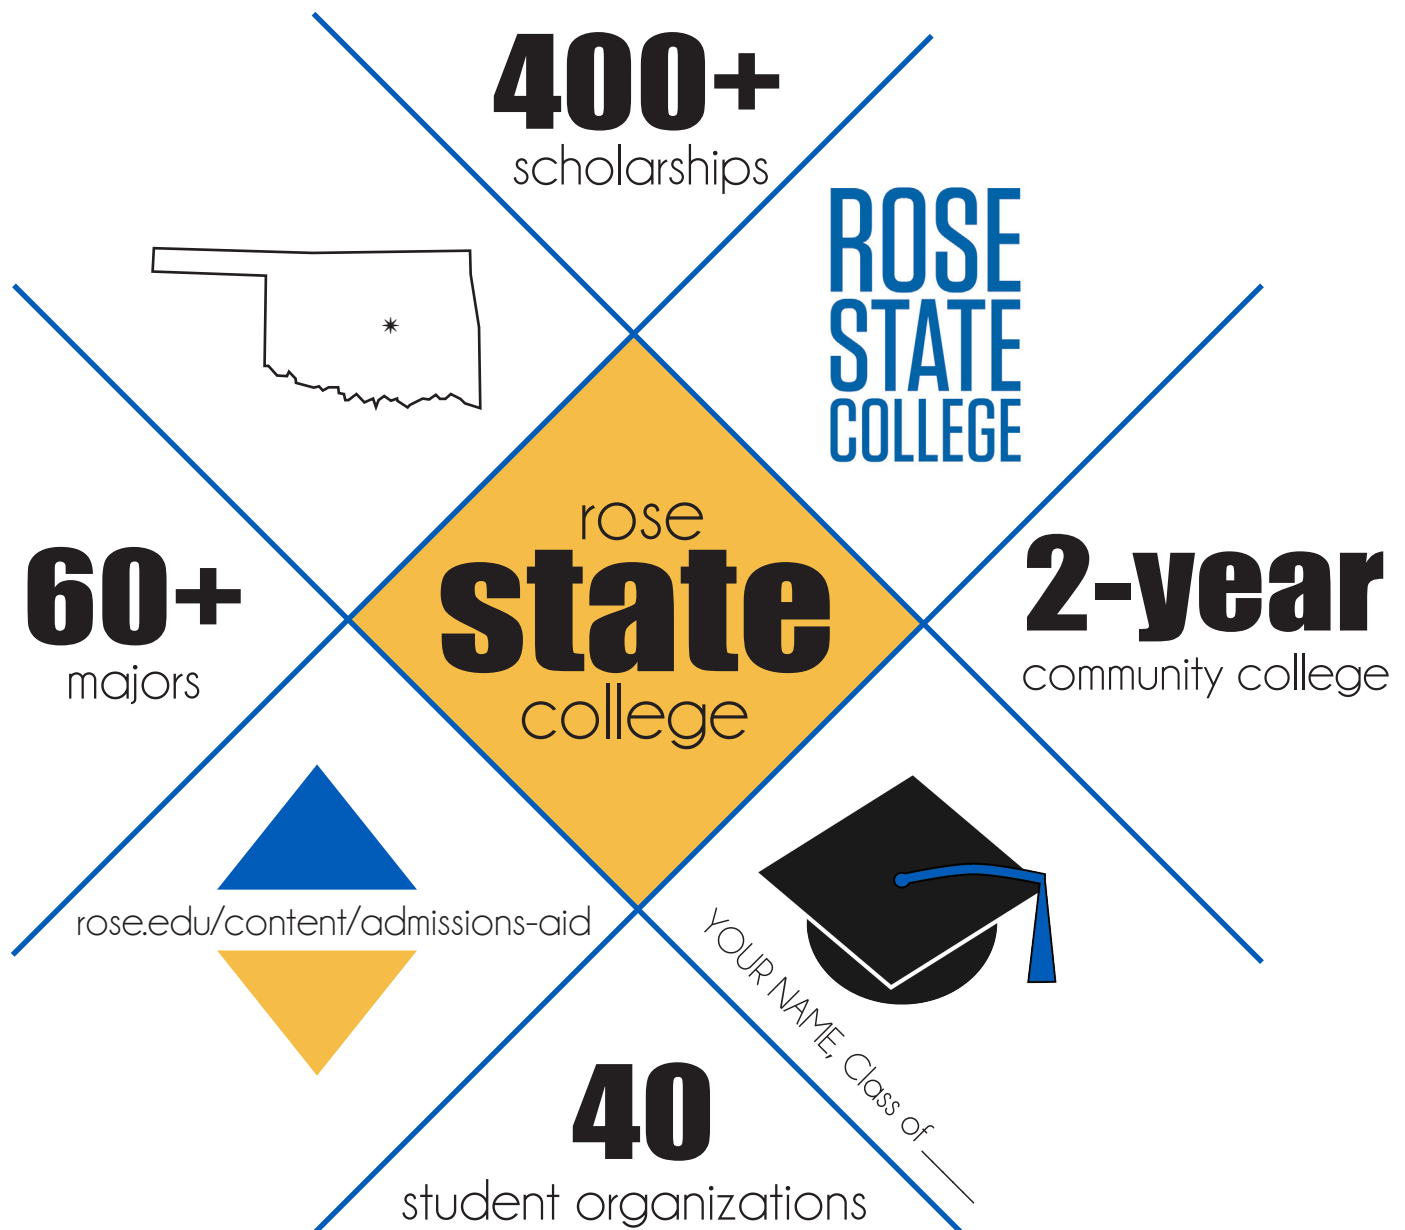 400+
scholarships
ROSE
STATE
COLLEGE
60+
majors
rose
state
college
2-year
community college
rose.edu/content/admissions-aid
YOUR NAME, Class of ____
40
student organizations